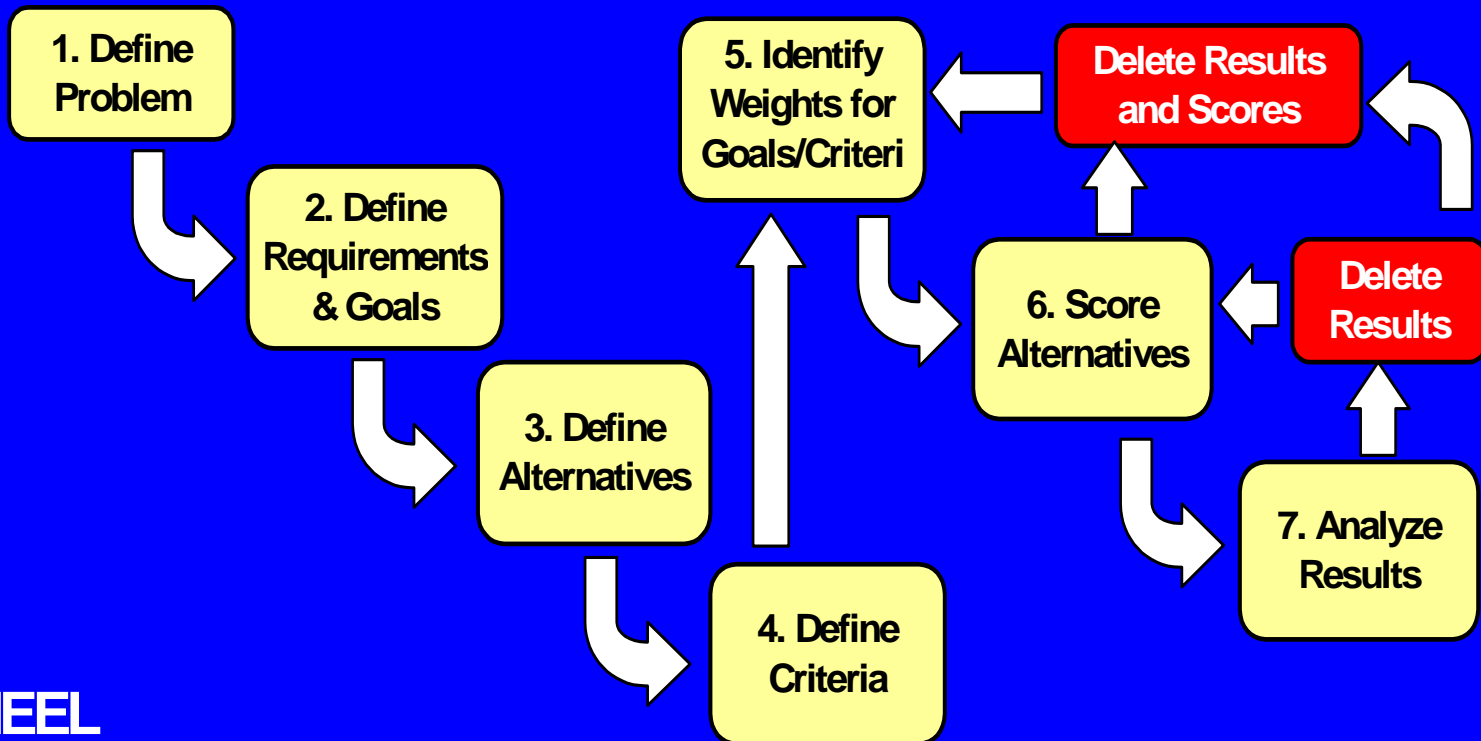 1. Define
Problem
2. Define
Requirements
& Goals
3. Define
Alternatives
4. Define
Criteria
5. Identify
Weights for
Goals/Criteri
Delete Results
and Scores
6. Score
Alternatives
Delete
Results
7. Analyze
Results